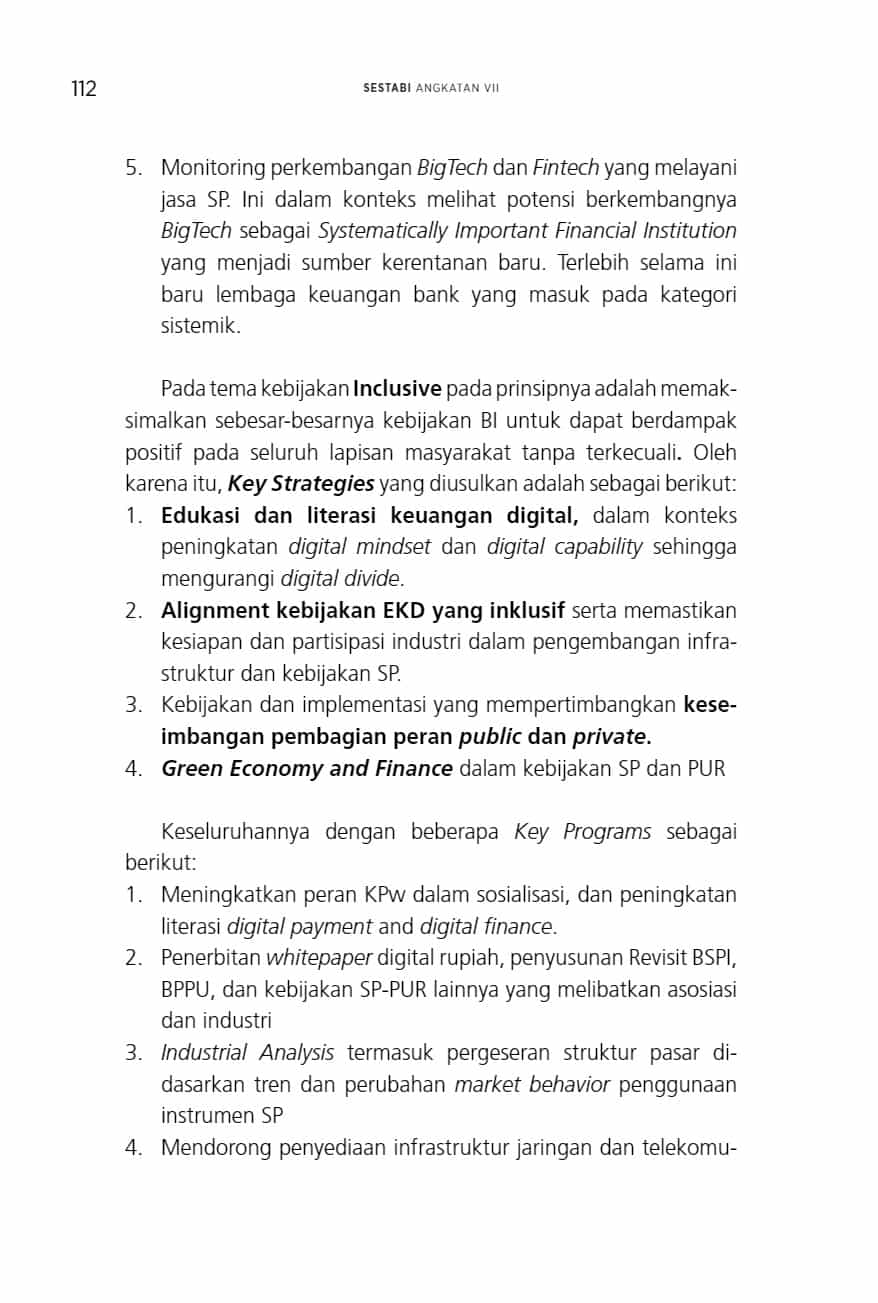 112
SESTABI ANGKATAN VII
5. Monitoring perkembangan BigTech dan Fintech yang melayani
jasa SP. Ini dalam konteks melihat potensi berkembangnya
BigTech sebagai Systematically Important Financial Institution
yang menjadi sumber kerentanan baru. Terlebih selama ini
baru lembaga keuangan bank yang masuk pada kategori
sistemik.
Pada tema kebijakan Inclusive pada prinsipnya adalah memak-
simalkan sebesar-besarnya kebijakan BI untuk dapat berdampak
positif pada seluruh lapisan masyarakat tanpa terkecuali. Oleh
karena itu, Key Strategies yang diusulkan adalah sebagai berikut:
1. Edukasi dan literasi keuangan digital, dalam konteks
peningkatan digital mindset dan digital capability sehingga
mengurangi digital divide.
2. Alignment kebijakan EKD yang inklusif serta memastikan
kesiapan dan partisipasi industri dalam pengembangan infra-
struktur dan kebijakan SP.
3. Kebijakan dan implementasi yang mempertimbangkan kese-
imbangan pembagian peran public dan private.
4. Green Economy and Finance dalam kebijakan SP dan PUR
Keseluruhannya dengan beberapa Key Programs sebagai
berikut:
1. Meningkatkan peran KPw dalam sosialisasi, dan peningkatan
literasi digital payment and digital finance.
2. Penerbitan whitepaper digital rupiah, penyusunan Revisit BSPI,
BPPU, dan kebijakan SP-PUR lainnya yang melibatkan asosiasi
dan industri
3. Industrial Analysis termasuk pergeseran struktur pasar di-
dasarkan tren dan perubahan market behavior penggunaan
instrumen SP
4. Mendorong penyediaan infrastruktur jaringan dan telekomu-